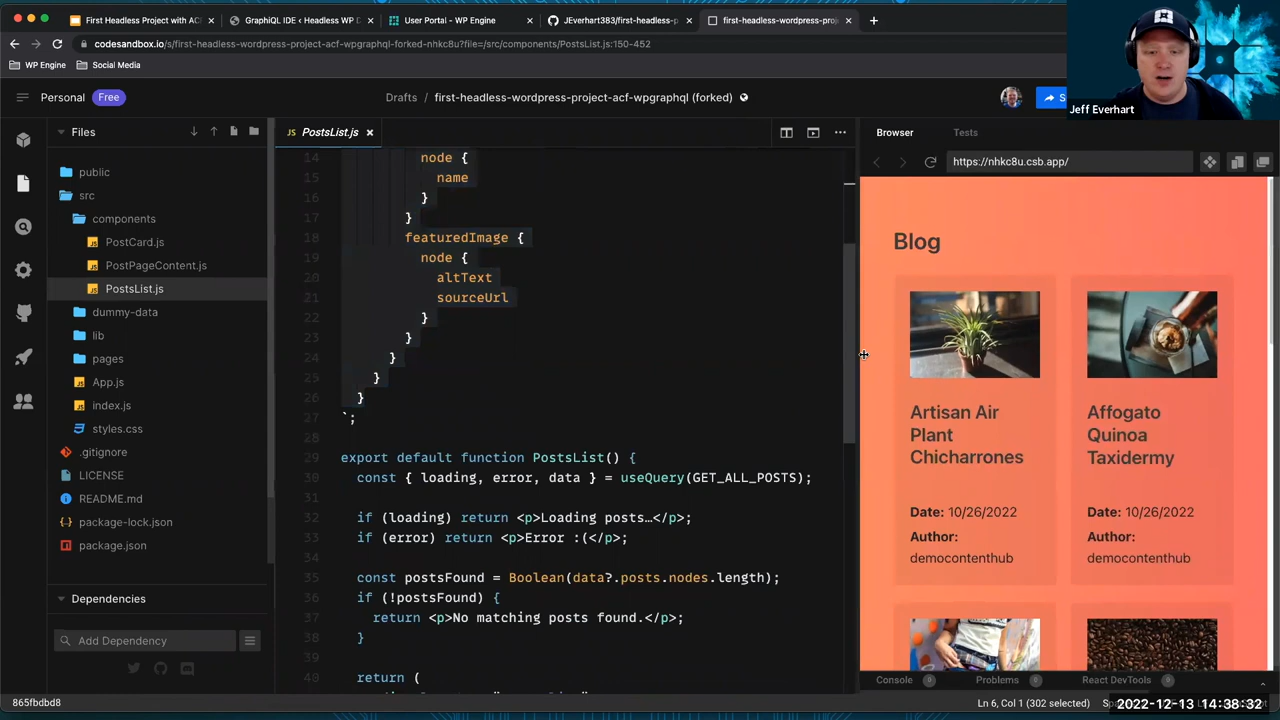 First Headless Project with ACF
GraphiQL IDE ‹ Headless WP D
User Portal - WP Engine
JEverhart383/first-headless-p
first-headless-wordpress-proj
codesandbox.io/s/first-headless-wordpress-project-acf-wpgraphql-forked-nhkc8u?file=/src/components/PostsList.js:150-452
WP Engine
Social Media
Personal
Free
Drafts / first-headless-wordpress-project-acf-wpgraphql (forked)
Jeff Everhart
Files
public
src
components
PostCard.js
PostPageContent.js
PostsList.js
dummy-data
lib
pages
App.js
index.js
styles.css
.gitignore
LICENSE
README.md
package-lock.json
package.json
Dependencies
Add Dependency
PostsList.js
14 node {
15 name
16 }
17 }
18 featuredImage {
19 node {
20 altText
21 sourceUrl
22 }
23 }
24 }
25 }
26 }
27 `;
28
29 export default function PostsList() {
30 const { loading, error, data } = useQuery(GET_ALL_POSTS);
31
32 if (loading) return <p>Loading posts…</p>;
33 if (error) return <p>Error :(</p>;
34
35 const postsFound = Boolean(data?.posts.nodes.length);
36 if (!postsFound) {
37 return <p>No matching posts found.</p>;
38 }
39
40 return (
Browser
Tests
https://nhkc8u.csb.app/
Blog
Artisan Air
Plant
Chicharrones
Date: 10/26/2022
Author:
democontenthub
Affogato
Quinoa
Taxidermy
Date: 10/26/2022
Author:
democontenthub
Console 0
Problems 0
React DevTools 0
865fbdbd8
Ln 6, Col 1 (302 selected)
2022-12-13 14:38:32